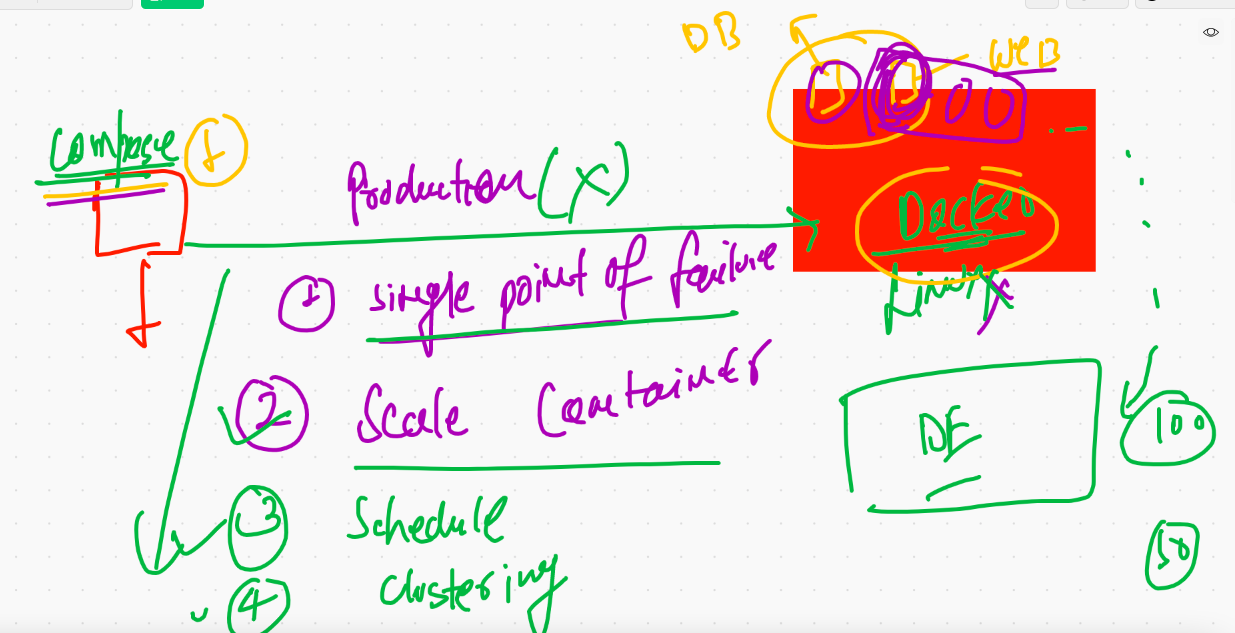 DB
WEB
Compose
1
Production (X)
Docker
Linux
1 single point of failure
2 Scale Container
DE
100
3 Schedule
50
4 clustering